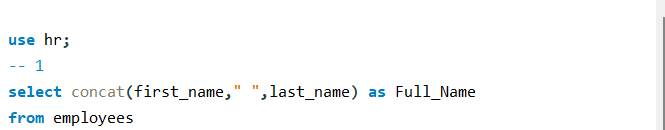 use hr;
-- 1
select concat(first_name," ",last_name) as Full_Name
from employees